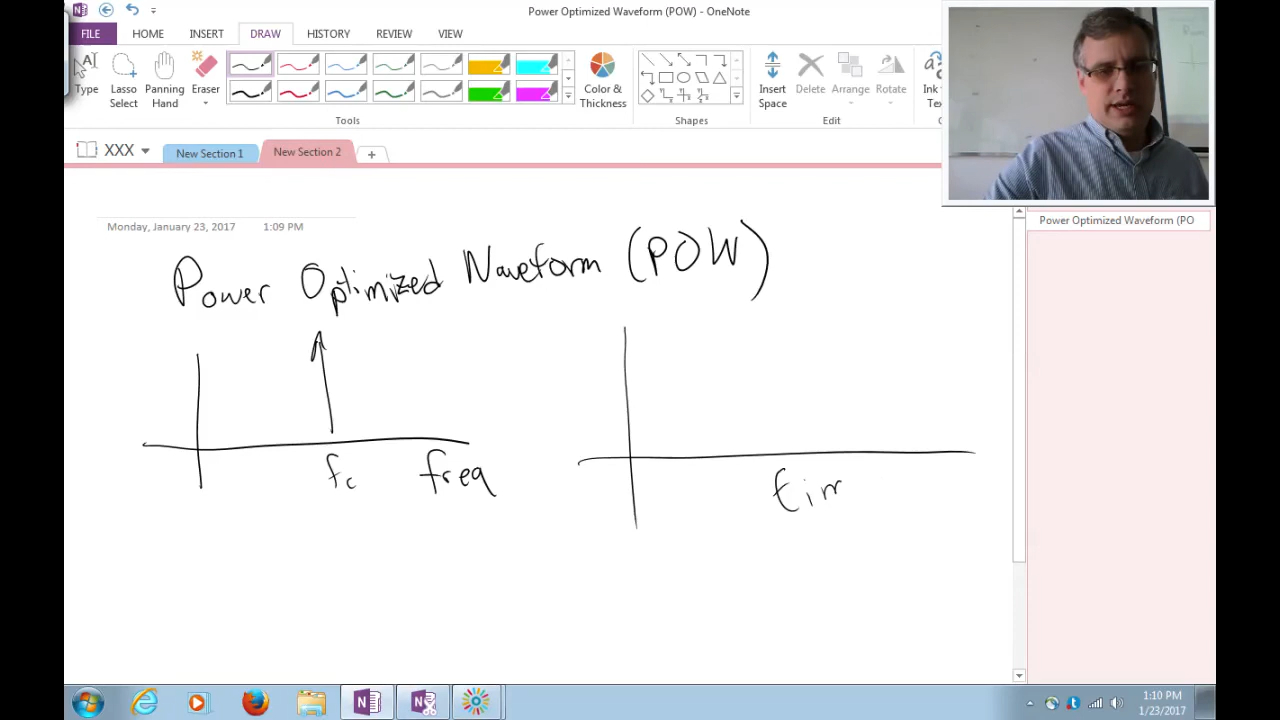 Power Optimized Waveform (POW) - OneNote
FILE HOME INSERT DRAW HISTORY REVIEW VIEW
Type
Lasso Select
Panning Hand
Eraser
Color & Thickness
Insert Space
Delete
Arrange
Rotate
Ink to
Tools
Shapes
Edit
XXX
New Section 1
New Section 2
Power Optimized Waveform (PO
Monday, January 23, 2017 1:09 PM
Power Optimized Waveform (POW)
fc freq
tim
1:10 PM
1/23/2017